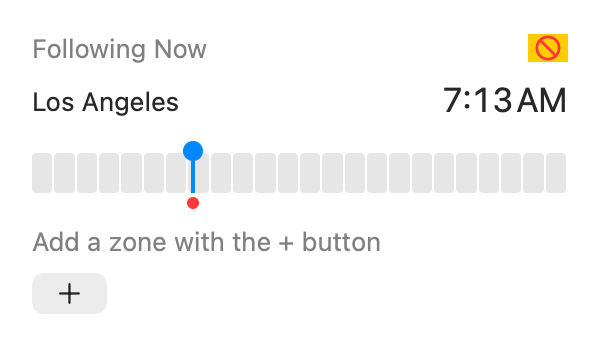 Following Now
Los Angeles
7:13 AM
Add a zone with the + button
+